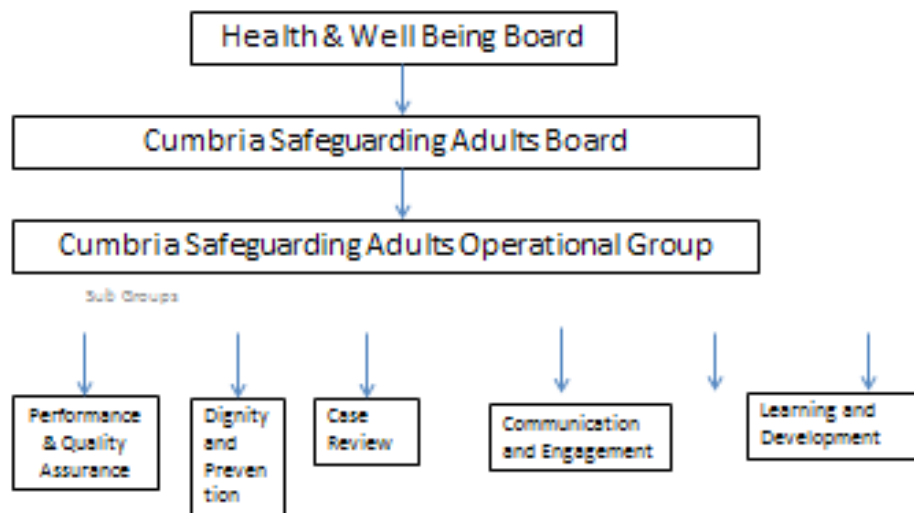 Health & Well Being Board
Cumbria Safeguarding Adults Board
Cumbria Safeguarding Adults Operational Group
Sub Groups
Performance
& Quality
Assurance
Dignity
and
Preven
tion
Case
Review
Communication
and Engagement
Learning and
Development